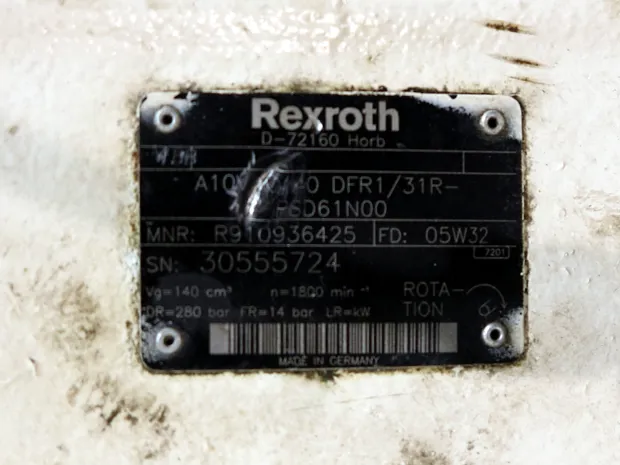 Rexroth
D-72160 Horb
DFR1/31R-
MNR: R910936425 FD: 05W32
7201
SN: 30555724
Vg=140 cm³ n=1800 min⁻¹ ROTA-
DR=280 bar FR=14 bar LR=kW TION
MADE IN GERMANY